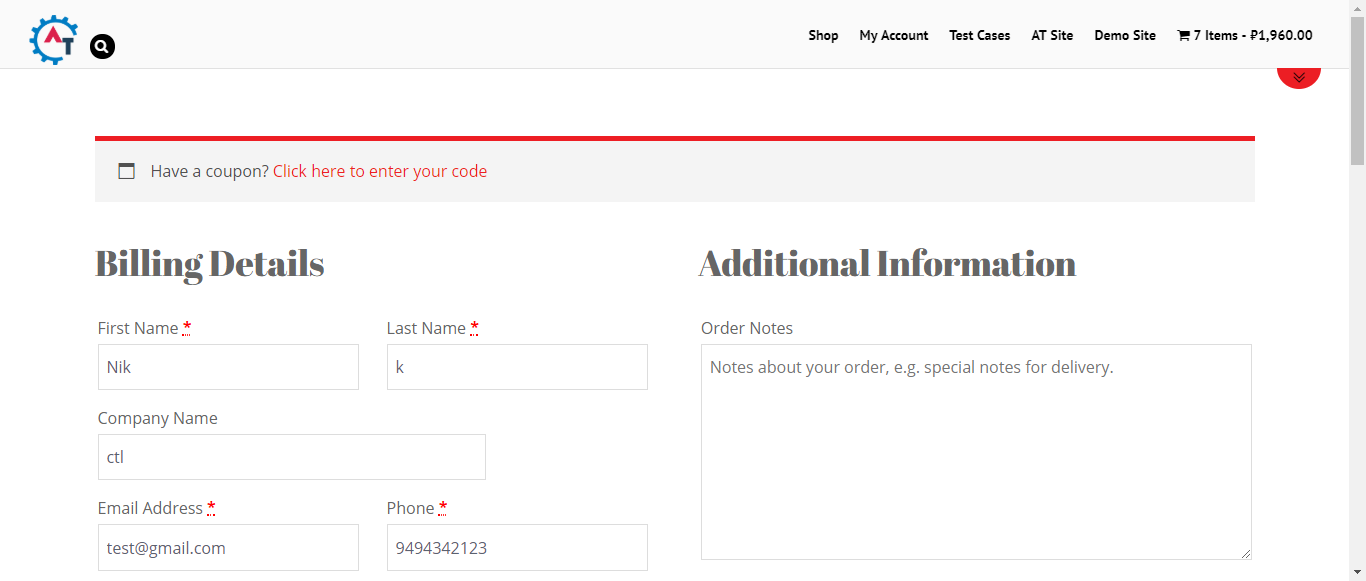 AT
Shop My Account Test Cases AT Site Demo Site 7 Items - ₽1,960.00
Have a coupon? Click here to enter your code
Billing Details
First Name * Last Name *
Nik k
Company Name
ctl
Email Address * Phone *
test@gmail.com 9494342123
Additional Information
Order Notes
Notes about your order, e.g. special notes for delivery.